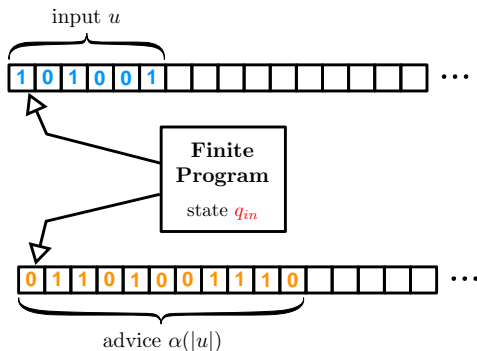 input u
1 0 1 0 0 1 ...
Finite
Program
state q_in
0 1 1 0 1 0 0 1 1 1 0 ...
advice α(|u|)